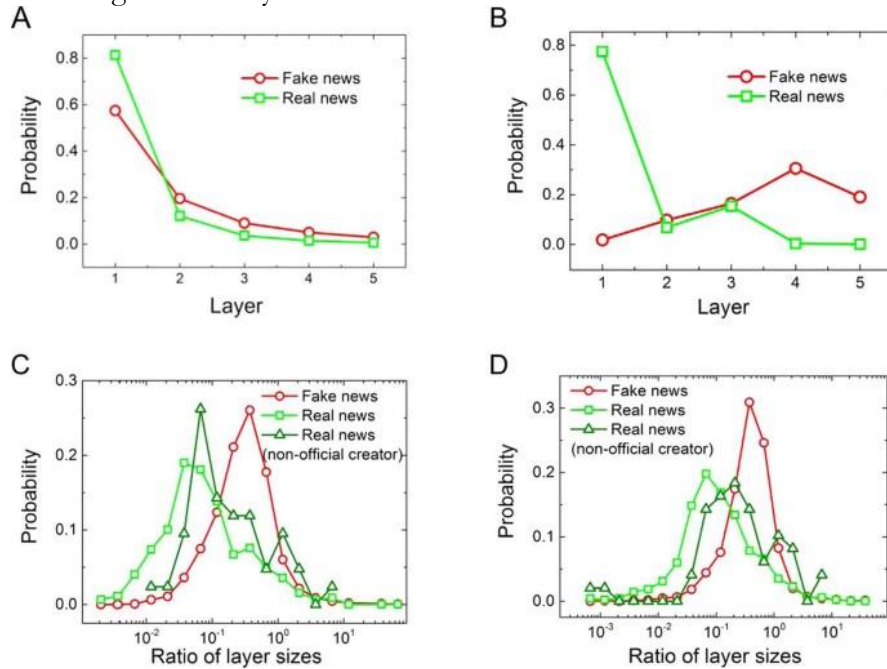 A
Probability
0.8
0.6
0.4
0.2
0.0
Fake news
Real news
1 2 3 4 5
Layer
B
Probability
0.8
0.6
0.4
0.2
0.0
Fake news
Real news
1 2 3 4 5
Layer
C
Probability
0.3
0.2
0.1
0.0
Fake news
Real news
Real news
(non-official creator)
10-2 10-1 100 101
Ratio of layer sizes
D
Probability
0.3
0.2
0.1
0.0
Fake news
Real news
Real news
(non-official creator)
10-3 10-2 10-1 100 101
Ratio of layer sizes